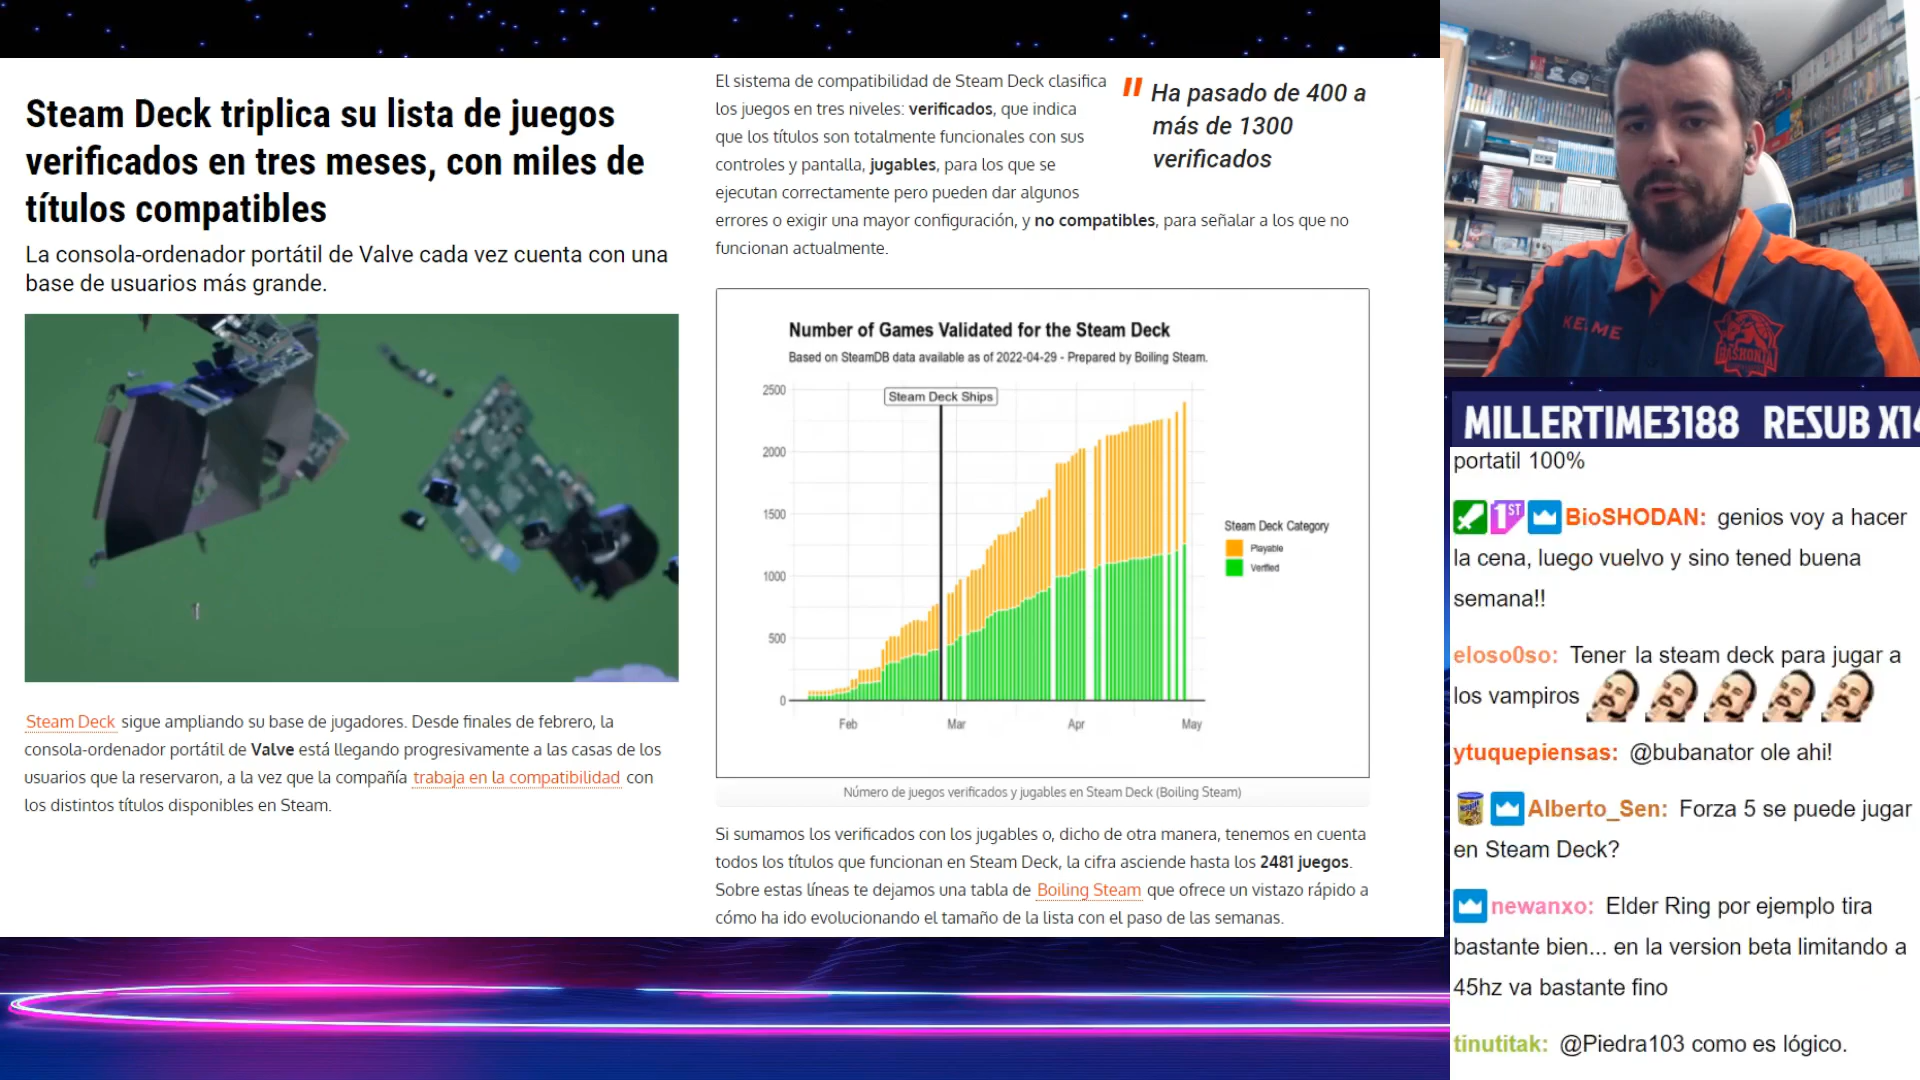 Steam Deck triplica su lista de juegos
verificados en tres meses, con miles de
títulos compatibles
La consola-ordenador portátil de Valve cada vez cuenta con una
base de usuarios más grande.
Steam Deck sigue ampliando su base de jugadores. Desde finales de febrero, la
consola-ordenador portátil de Valve está llegando progresivamente a las casas de los
usuarios que la reservaron, a la vez que la compañía trabaja en la compatibilidad con
los distintos títulos disponibles en Steam.
El sistema de compatibilidad de Steam Deck clasifica
los juegos en tres niveles: verificados, que indica
que los títulos son totalmente funcionales con sus
controles y pantalla, jugables, para los que se
ejecutan correctamente pero pueden dar algunos
errores o exigir una mayor configuración, y no compatibles, para señalar a los que no
funcionan actualmente.
" Ha pasado de 400 a
más de 1300
verificados
Number of Games Validated for the Steam Deck
Based on SteamDB data available as of 2022-04-29 - Prepared by Boiling Steam.
2500
2000
1500
1000
500
0
Steam Deck Ships
Feb Mar Apr May
Steam Deck Category
Playable
Verified
Número de juegos verificados y jugables en Steam Deck (Boiling Steam)
Si sumamos los verificados con los jugables o, dicho de otra manera, tenemos en cuenta
todos los títulos que funcionan en Steam Deck, la cifra asciende hasta los 2481 juegos.
Sobre estas líneas te dejamos una tabla de Boiling Steam que ofrece un vistazo rápido a
cómo ha ido evolucionando el tamaño de la lista con el paso de las semanas.
KELME
BASKONIA
MILLERTIME3188 RESUB X14
portatil 100%
1ST BioSHODAN: genios voy a hacer
la cena, luego vuelvo y sino tened buena
semana!!
eloso0so: Tener la steam deck para jugar a
los vampiros
ytuquepiensas: @bubanator ole ahi!
Alberto_Sen: Forza 5 se puede jugar
en Steam Deck?
newanxo: Elder Ring por ejemplo tira
bastante bien... en la version beta limitando a
45hz va bastante fino
tinutitak: @Piedra103 como es lógico.